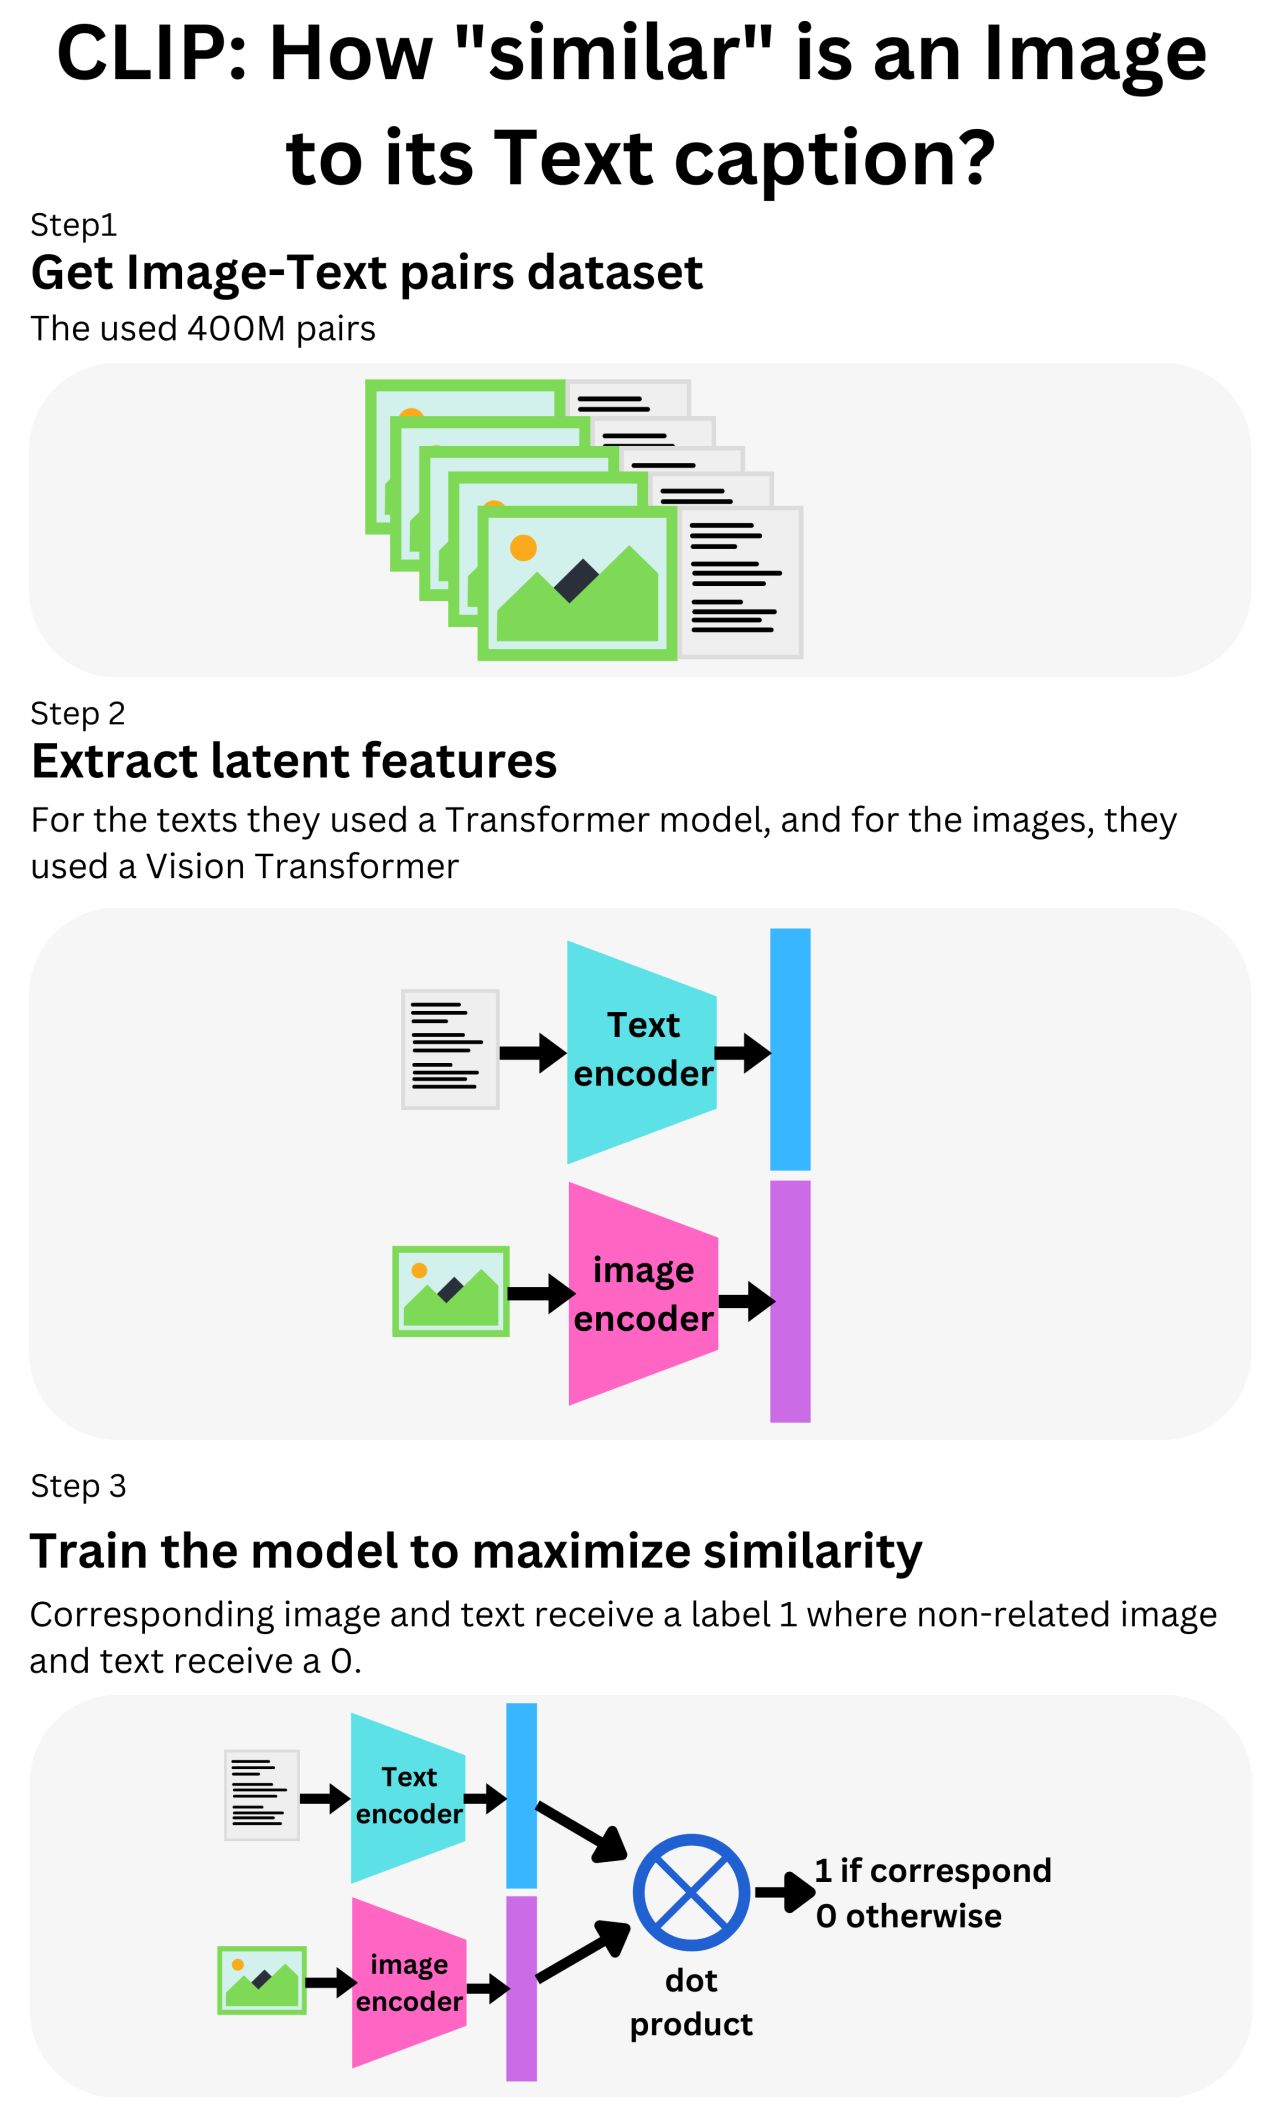 CLIP: How "similar" is an Image
to its Text caption?
Step1
Get Image-Text pairs dataset
The used 400M pairs
Step 2
Extract latent features
For the texts they used a Transformer model, and for the images, they
used a Vision Transformer
Text
encoder
image
encoder
Step 3
Train the model to maximize similarity
Corresponding image and text receive a label 1 where non-related image
and text receive a 0.
Text
encoder
image
encoder
dot
product
1 if correspond
0 otherwise